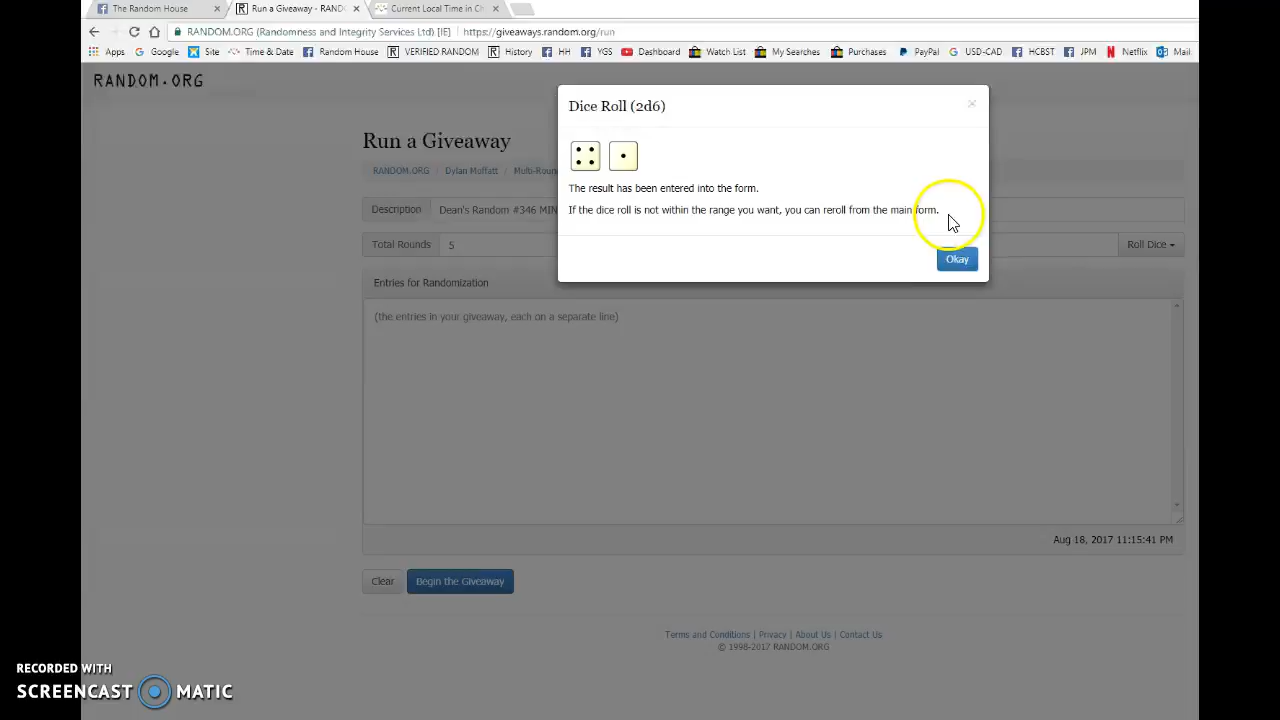 The Random House
Run a Giveaway - RAND
Current Local Time in Ch
RANDOM.ORG (Randomness and Integrity Services Ltd) [IE]
https://giveaways.random.org/run
Apps Google Site Time & Date Random House VERIFIED RANDOM History HH YGS Dashboard Watch List My Searches Purchases PayPal USD-CAD HCBST JPM Netflix Mail
RANDOM.ORG
Dice Roll (2d6)
×
The result has been entered into the form.
If the dice roll is not within the range you want, you can reroll from the main form.
Okay
Run a Giveaway
RANDOM.ORG / Dylan Moffatt / Multi-Roun
Description Dean's Random #346 MIN
Total Rounds 5 Roll Dice
Entries for Randomization
(the entries in your giveaway, each on a separate line)
Aug 18, 2017 11:15:41 PM
Clear Begin the Giveaway
Terms and Conditions | Privacy | About Us | Contact Us
© 1998-2017 RANDOM.ORG
RECORDED WITH
SCREENCAST MATIC